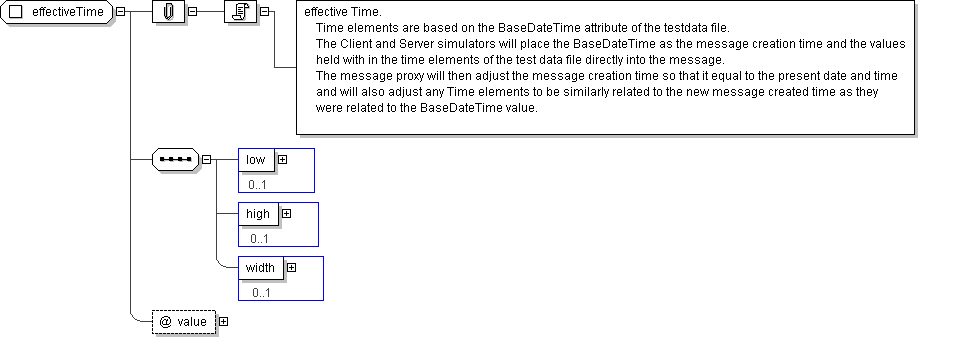 effectiveTime
effective Time.
Time elements are based on the BaseDateTime attribute of the testdata file.
The Client and Server simulators will place the BaseDateTime as the message creation time and the values
held with in the time elements of the test data file directly into the message.
The message proxy will then adjust the message creation time so that it equal to the present date and time
and will also adjust any Time elements to be similarly related to the new message created time as they
were related to the BaseDateTime value.
low
0..1
high
0..1
width
0..1
@ value